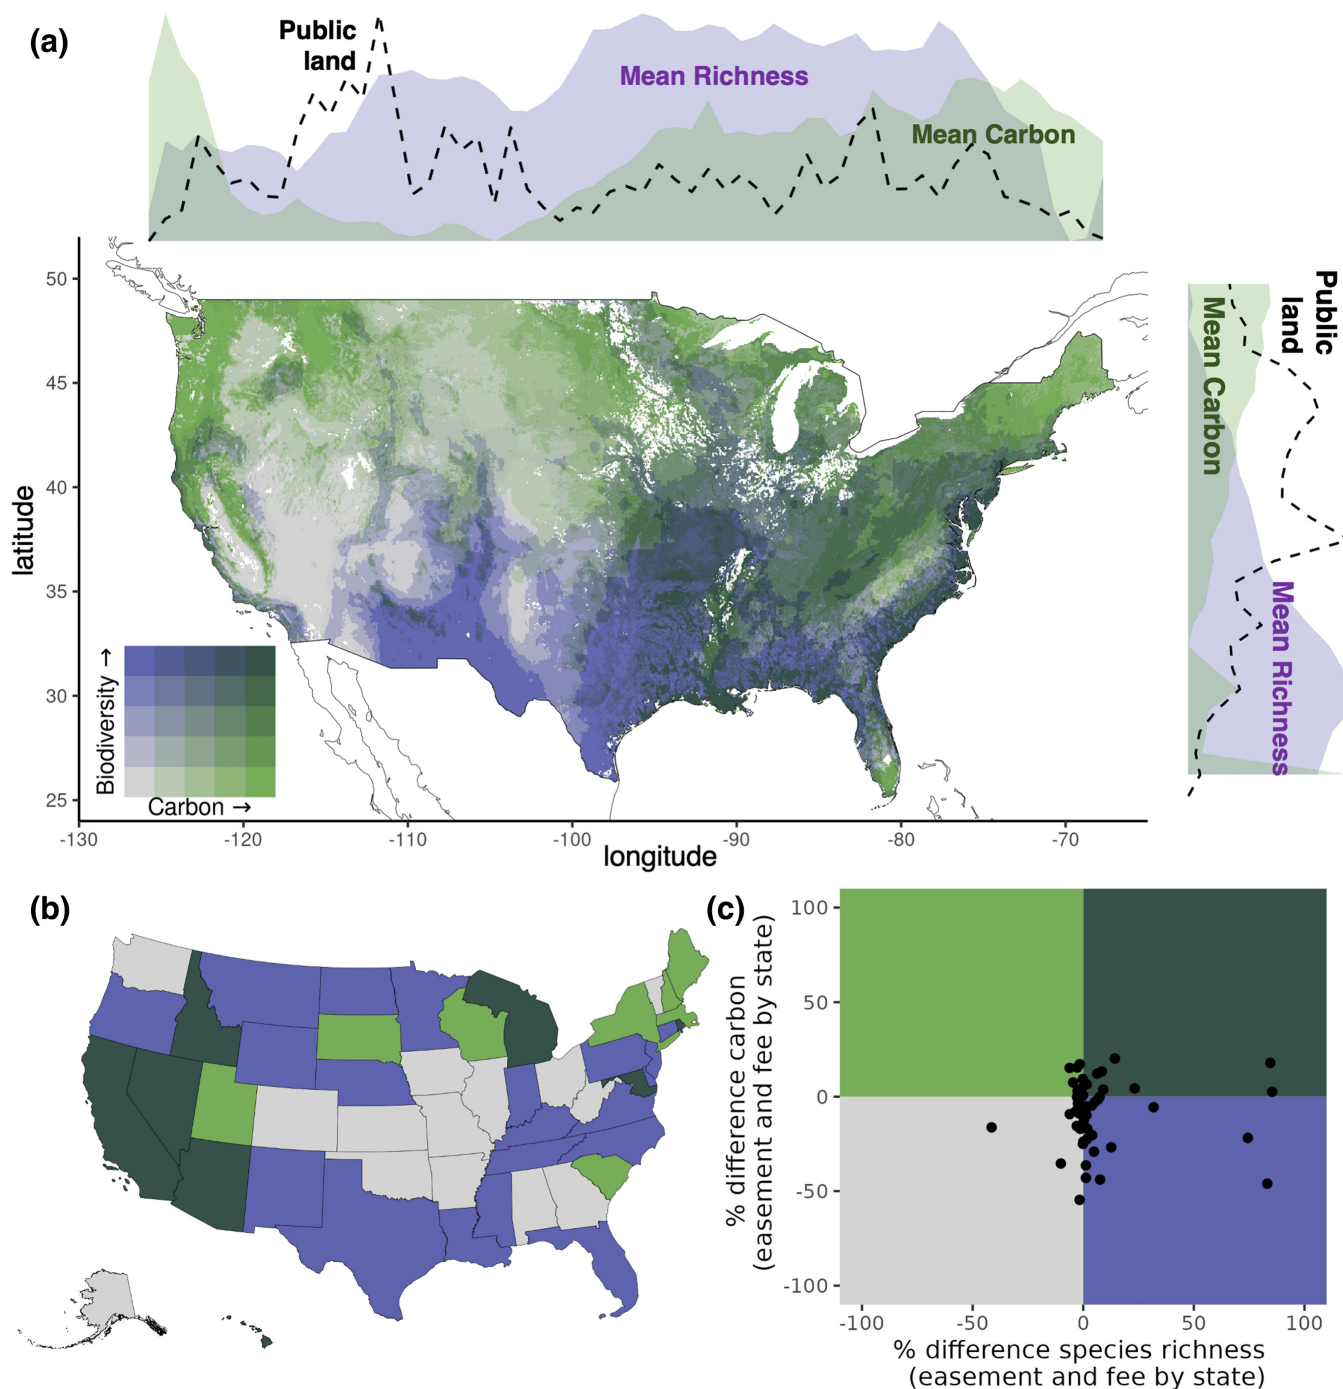 (a)
Public
land
Mean Richness
Mean Carbon
50
45
40
35
30
25
latitude
Biodiversity →
Carbon →
-130
-120
-110
-100
-90
-80
-70
longitude
Public
land
Mean Carbon
Mean Richness
(b)
(c)
100
50
0
-50
-100
% difference carbon
(easement and fee by state)
-100
-50
0
50
100
% difference species richness
(easement and fee by state)